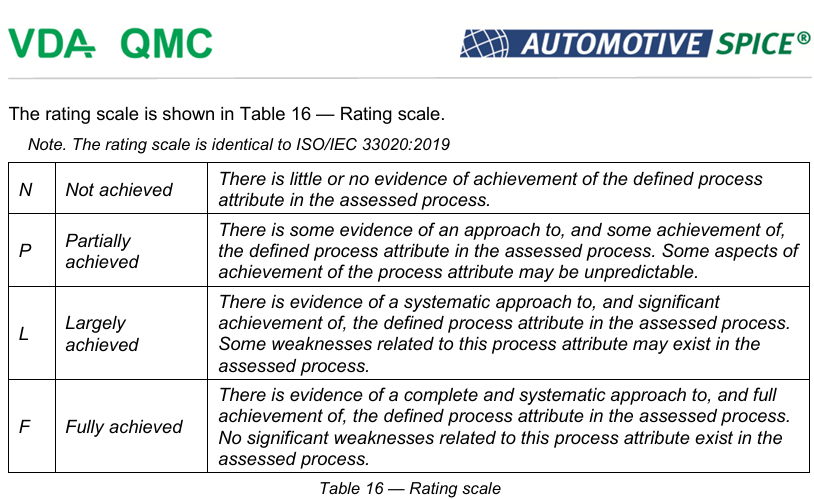 VDA QMC
AUTOMOTIVE SPICE®
The rating scale is shown in Table 16 — Rating scale.
Note. The rating scale is identical to ISO/IEC 33020:2019
N
Not achieved
There is little or no evidence of achievement of the defined process
attribute in the assessed process.
P
Partially
achieved
There is some evidence of an approach to, and some achievement of,
the defined process attribute in the assessed process. Some aspects of
achievement of the process attribute may be unpredictable.
L
Largely
achieved
There is evidence of a systematic approach to, and significant
achievement of, the defined process attribute in the assessed process.
Some weaknesses related to this process attribute may exist in the
assessed process.
F
Fully achieved
There is evidence of a complete and systematic approach to, and full
achievement of, the defined process attribute in the assessed process.
No significant weaknesses related to this process attribute exist in the
assessed process.
Table 16 — Rating scale